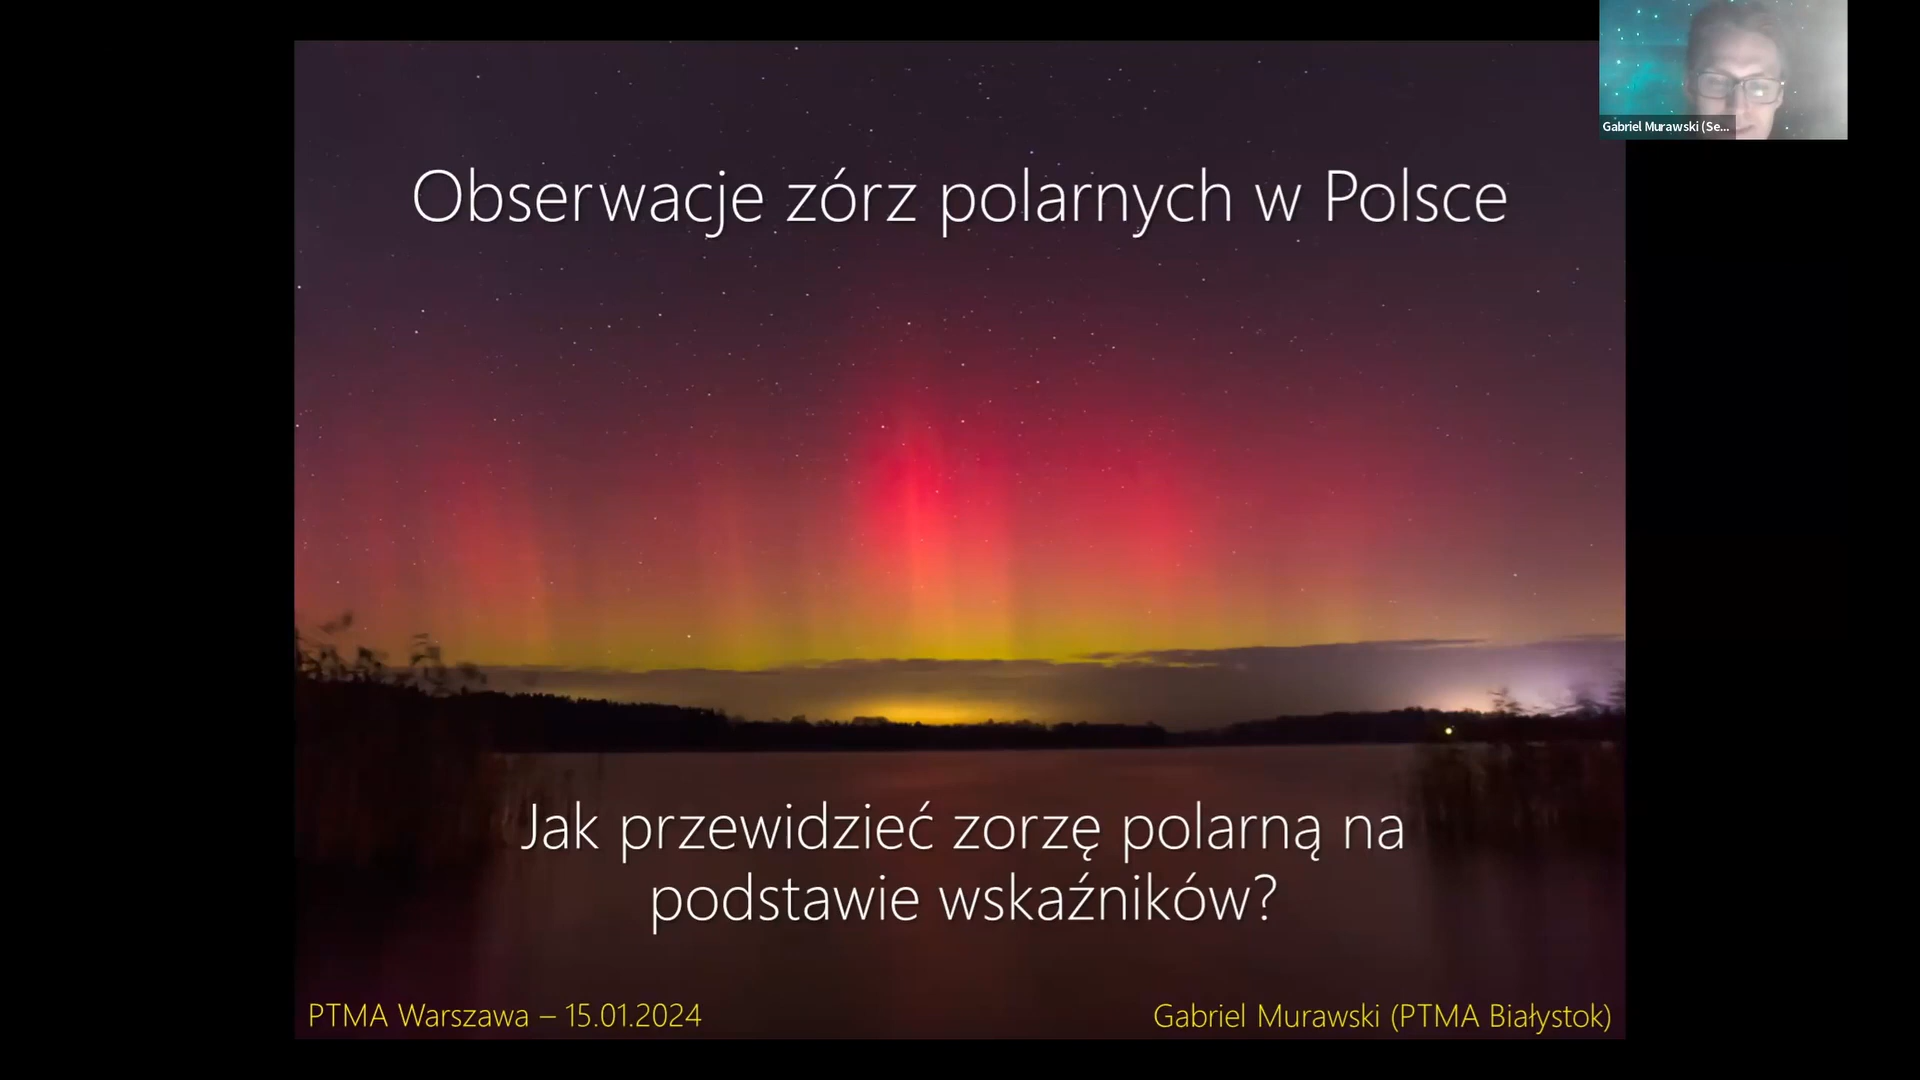 Gabriel Murawski (Se...
Obserwacje zórz polarnych w Polsce
Jak przewidzieć zorzę polarną na
podstawie wskaźników?
PTMA Warszawa – 15.01.2024
Gabriel Murawski (PTMA Białystok)